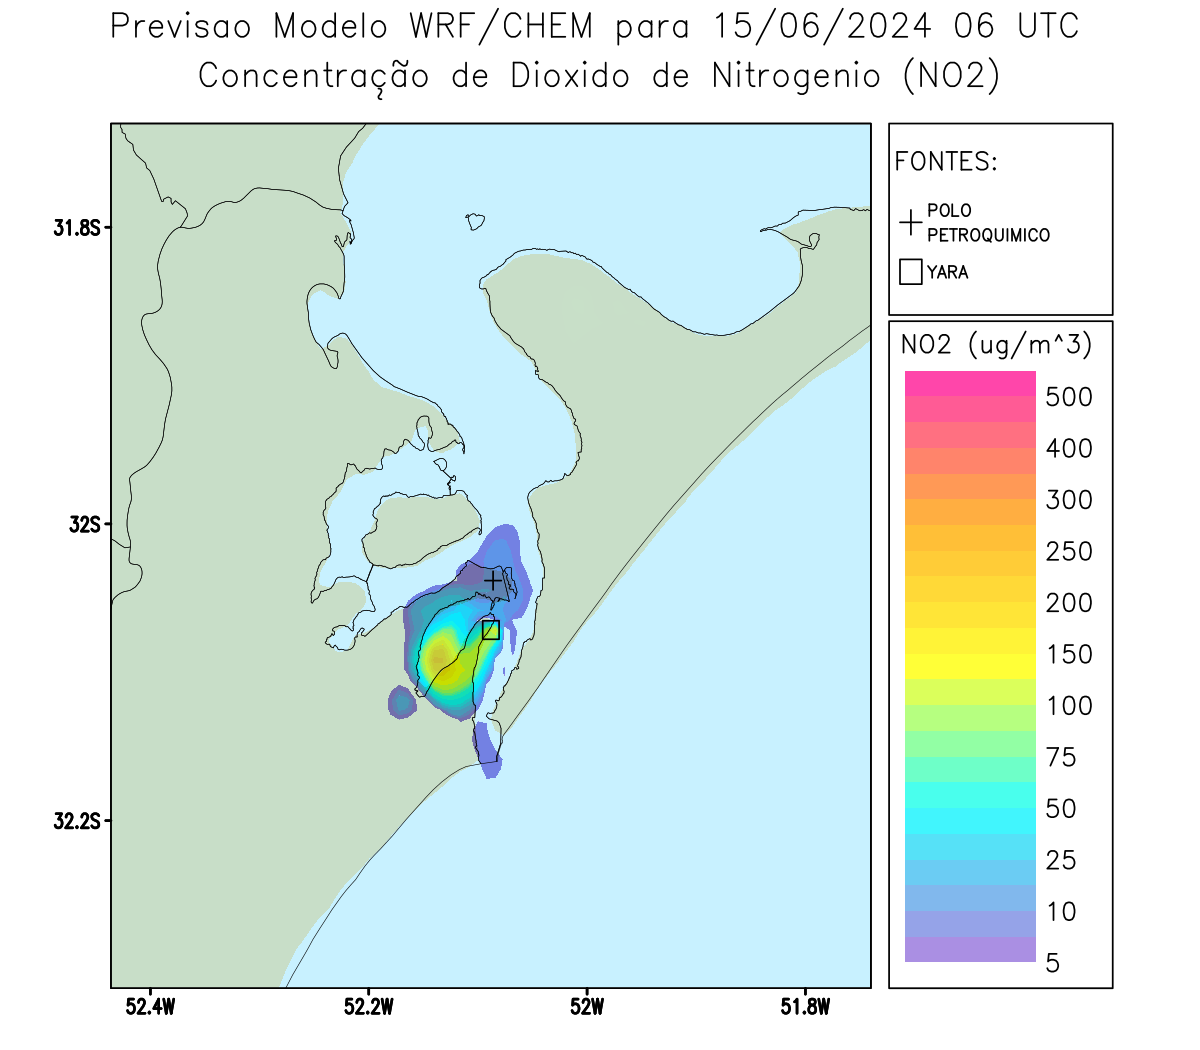 Previsao Modelo WRF/CHEM para 15/06/2024 06 UTC
Concentração de Dioxido de Nitrogenio (NO2)
FONTES:
POLO
PETROQUIMICO
YARA
NO2 (ug/m^3)
500
400
300
250
200
150
100
75
50
25
10
5
31.8S
32S
32.2S
52.4W
52.2W
52W
51.8W